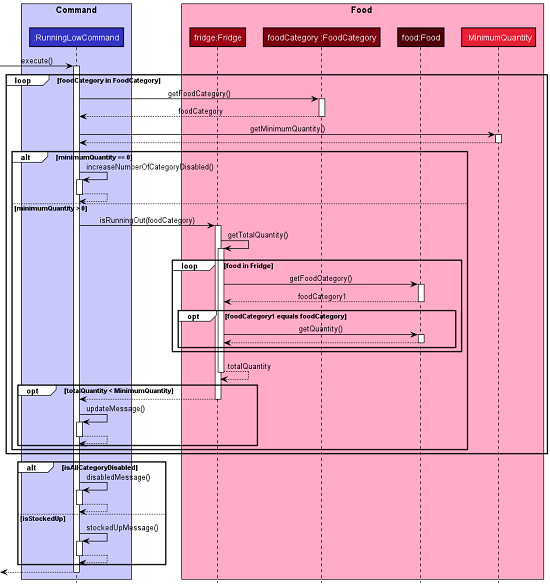 Command
Food
:RunningLowCommand
fridge:Fridge
foodCategory :FoodCategory
food:Food
:MinimumQuantity
execute()
loop
[foodCategory in FoodCategory]
getFoodCategory()
foodCategory
getMinimumQuantity()
alt
[minimumQuantity == 0]
increaseNumberOfCategoryDisabled()
[minimumQuantity > 0]
isRunningOut(foodCategory)
getTotalQuantity()
loop
[food in Fridge]
getFoodCategory()
foodCategory1
opt
[foodCategory1 equals foodCategory]
getQuantity()
totalQuantity
opt
[totalQuantity < MinimumQuantity]
updateMessage()
alt
[isAllCategoryDisabled]
disabledMessage()
[isStockedUp]
stockedUpMessage()